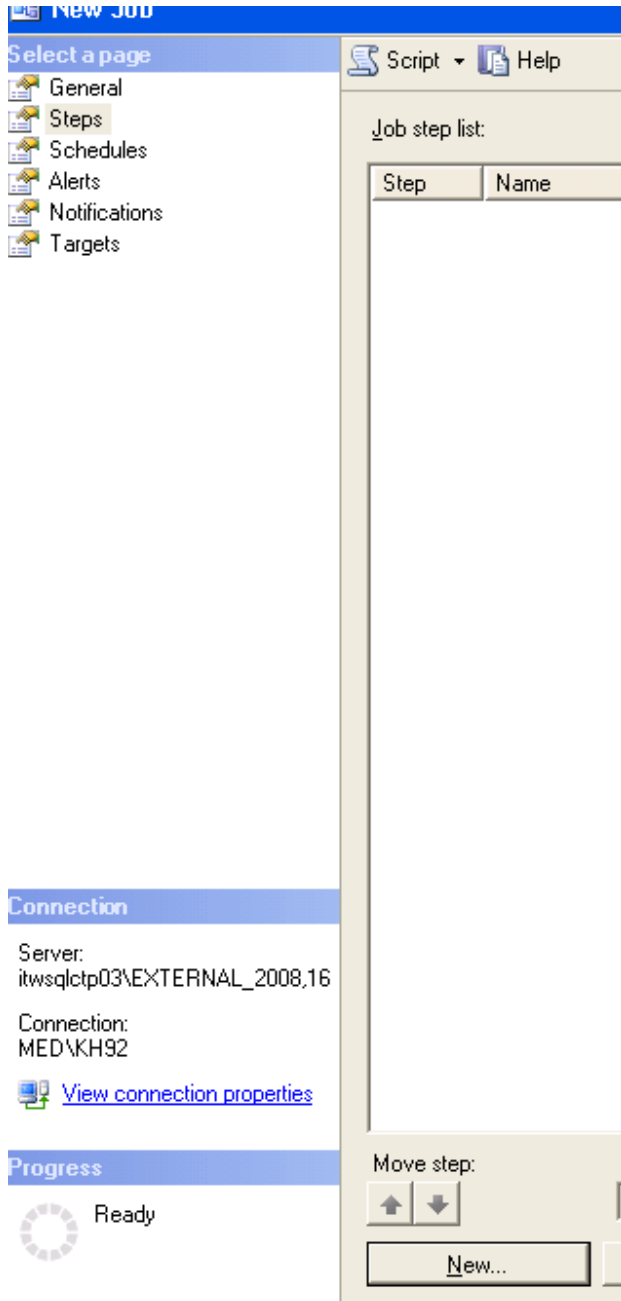 New Job
Select a page
Script
Help
General
Steps
Schedules
Alerts
Notifications
Targets
Job step list:
Step
Name
Connection
Server:
itwsqlctp03\EXTERNAL_2008,16
Connection:
MED\KH92
View connection properties
Progress
Ready
Move step:
New...